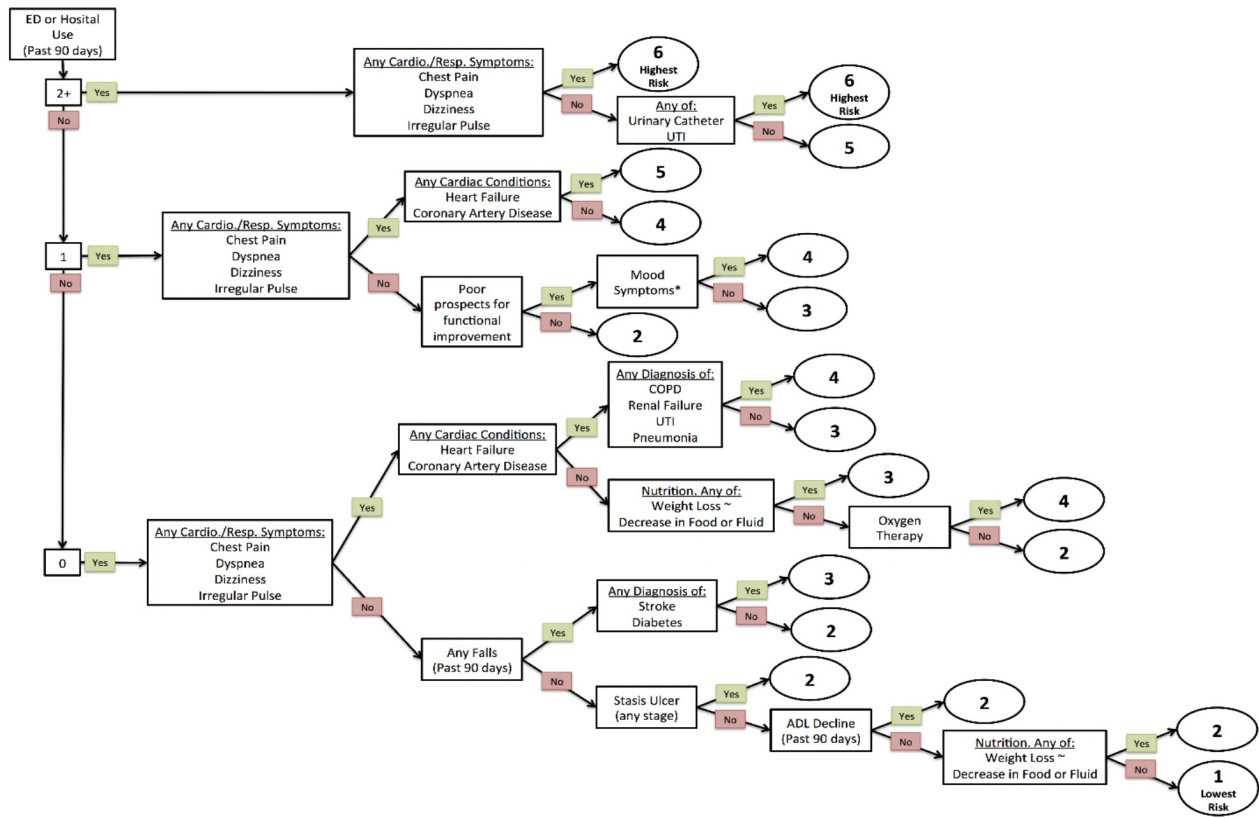 ED or Hosital
Use
(Past 90 days)
2+
Yes
No
Any Cardio./Resp. Symptoms:
Chest Pain
Dyspnea
Dizziness
Irregular Pulse
Yes
No
6
Highest
Risk
Any of:
Urinary Catheter
UTI
Yes
No
6
Highest
Risk
5
1
Yes
No
Any Cardio./Resp. Symptoms:
Chest Pain
Dyspnea
Dizziness
Irregular Pulse
Yes
No
Any Cardiac Conditions:
Heart Failure
Coronary Artery Disease
Yes
No
5
4
Poor
prospects for
functional
improvement
Yes
No
Mood
Symptoms*
Yes
No
4
3
2
0
Yes
Any Cardio./Resp. Symptoms:
Chest Pain
Dyspnea
Dizziness
Irregular Pulse
Yes
No
Any Cardiac Conditions:
Heart Failure
Coronary Artery Disease
Yes
No
Any Diagnosis of:
COPD
Renal Failure
UTI
Pneumonia
Yes
No
4
3
Nutrition. Any of:
Weight Loss ~
Decrease in Food or Fluid
Yes
No
3
Oxygen
Therapy
Yes
No
4
2
Any Falls
(Past 90 days)
Yes
No
Any Diagnosis of:
Stroke
Diabetes
Yes
No
3
2
Stasis Ulcer
(any stage)
Yes
No
2
ADL Decline
(Past 90 days)
Yes
No
2
Nutrition. Any of:
Weight Loss ~
Decrease in Food or Fluid
Yes
No
2
1
Lowest
Risk